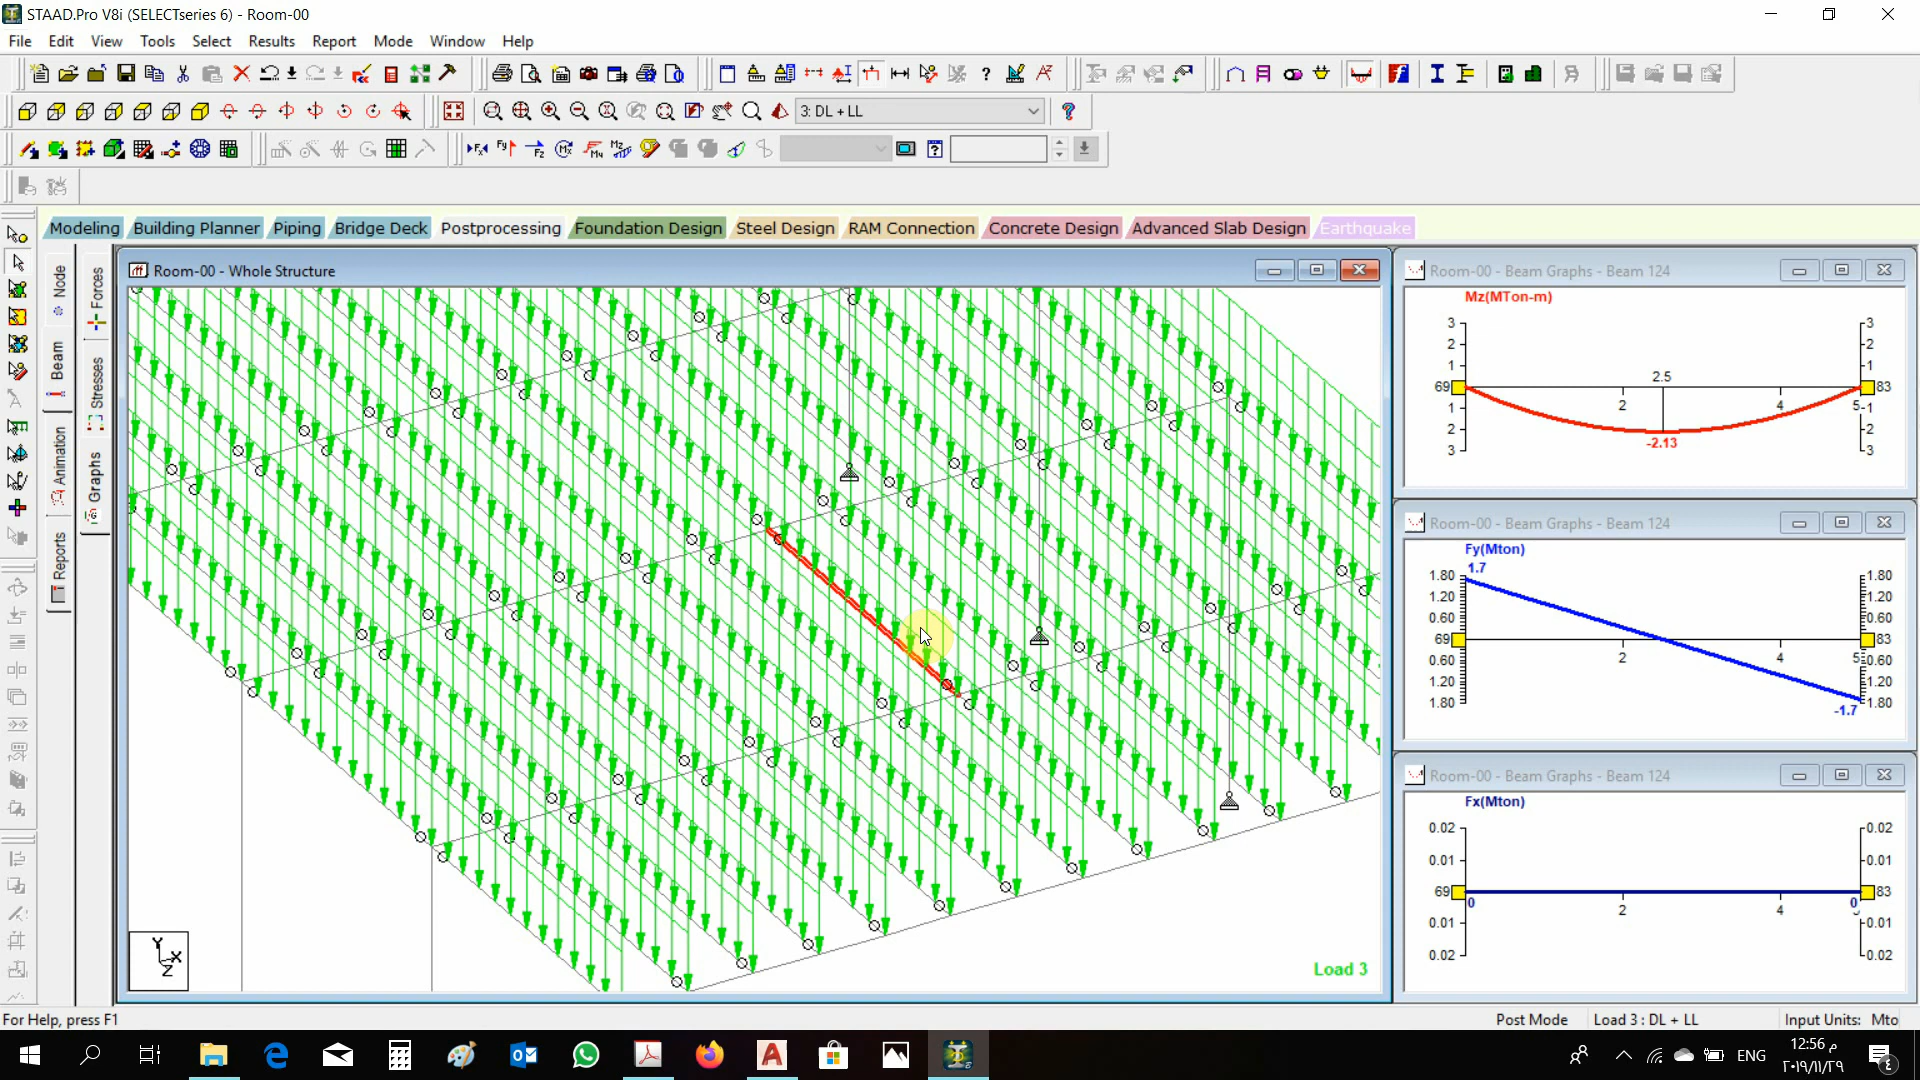 STAAD.Pro V8i (SELECTseries 6) - Room-00
File Edit View Tools Select Results Report Mode Window Help
3: DL + LL
Modeling Building Planner Piping Bridge Deck Postprocessing Foundation Design Steel Design RAM Connection Concrete Design Advanced Slab Design Earthquake
Node
Beam
Animation
Reports
Forces
Stresses
Graphs
Room-00 - Whole Structure
Load 3
Y
X
Z
Room-00 - Beam Graphs - Beam 124
Mz(MTon-m)
3 3
2 2
1 2.5 1
69 83
1 2 4 5 1
2 2
-2.13
3 3
Room-00 - Beam Graphs - Beam 124
Fy(Mton)
1.7
1.80 1.80
1.20 1.20
0.60 0.60
69 83
0.60 2 4 5 0.60
1.20 1.20
1.80 -1.7 1.80
Room-00 - Beam Graphs - Beam 124
Fx(Mton)
0.02 0.02
0.01 0.01
69 0 0 83
2 4
0.01 0.01
0.02 0.02
For Help, press F1
Post Mode Load 3 : DL + LL Input Units: Mto
ENG
12:56 م
٢٠١٩/١١/٢٩
٤